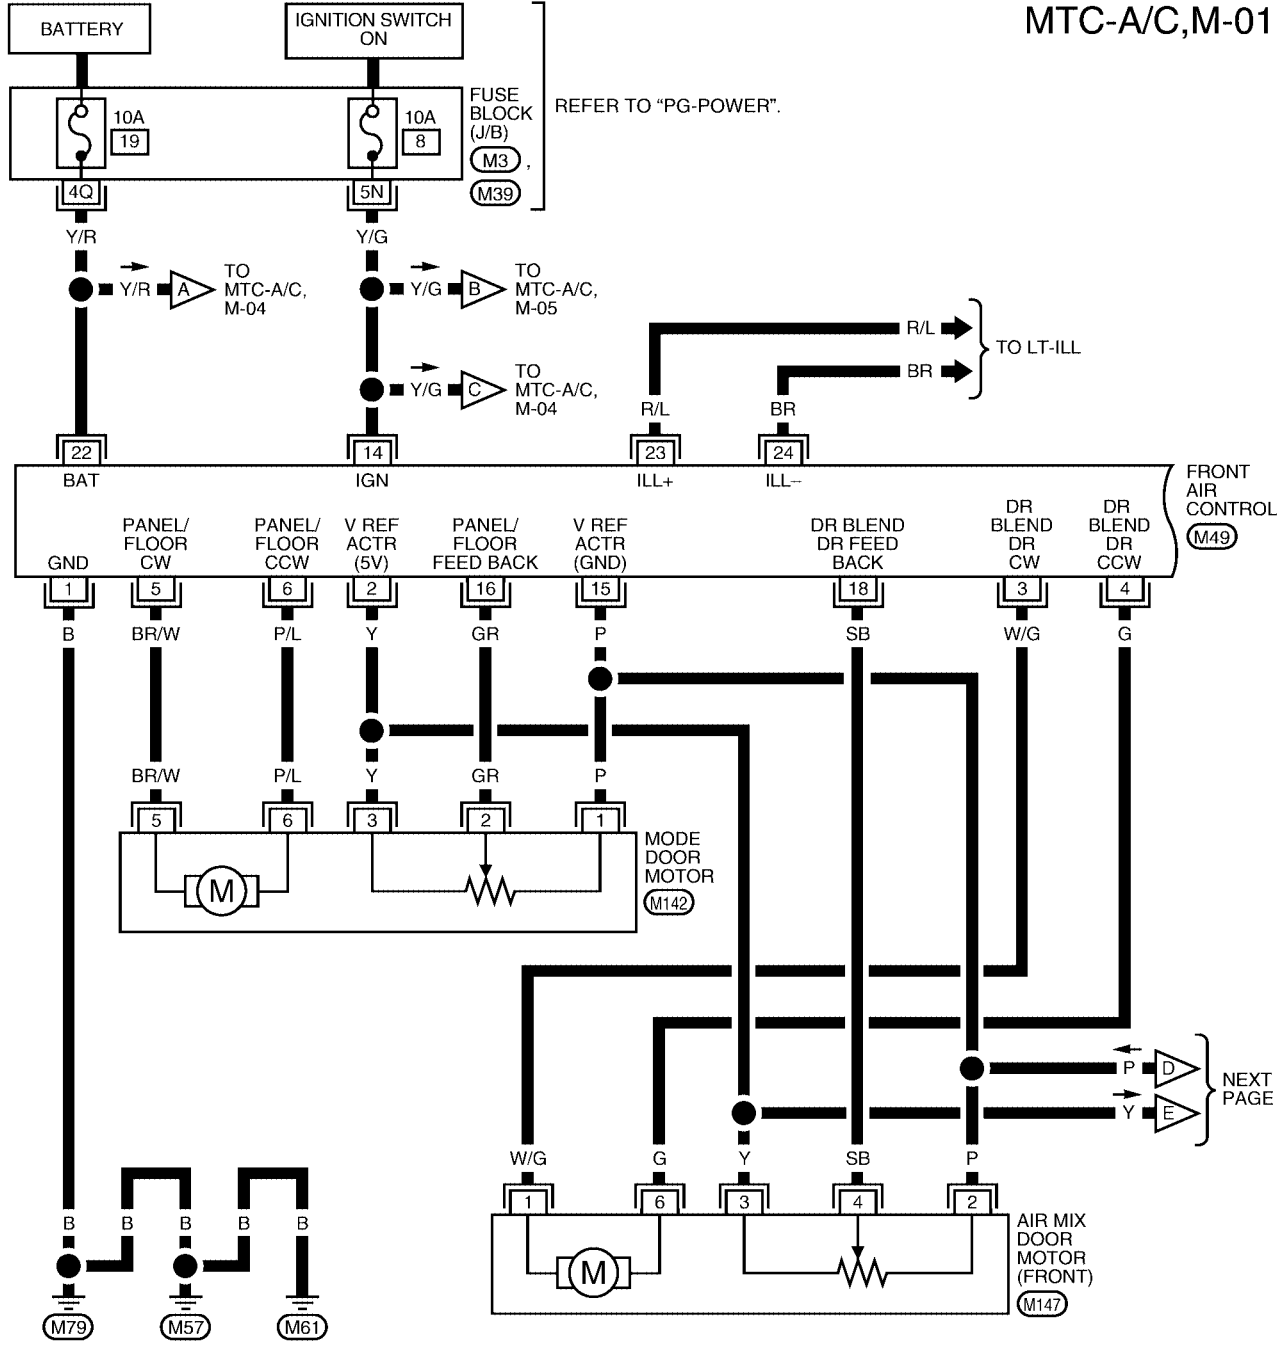 MTC-A/C,M-01
BATTERY
IGNITION SWITCH
ON
10A
19
10A
8
FUSE
BLOCK
(J/B)
M3 ,
M39
REFER TO “PG-POWER”.
4Q
5N
Y/R
Y/G
Y/R
A
TO
MTC-A/C,
M-04
Y/G
B
TO
MTC-A/C,
M-05
Y/G
C
TO
MTC-A/C,
M-04
R/L
BR
TO LT-ILL
R/L
BR
22
14
23
24
BAT
IGN
ILL+
ILL-
FRONT
AIR
CONTROL
M49
GND
PANEL/
FLOOR
CW
PANEL/
FLOOR
CCW
V REF
ACTR
(5V)
PANEL/
FLOOR
FEED BACK
V REF
ACTR
(GND)
DR BLEND
DR FEED
BACK
DR
BLEND
DR
CW
DR
BLEND
DR
CCW
1
5
6
2
16
15
18
3
4
B
BR/W
P/L
Y
GR
P
SB
W/G
G
BR/W
P/L
Y
GR
P
5
6
3
2
1
M
MODE
DOOR
MOTOR
M142
P
D
Y
E
NEXT
PAGE
W/G
G
Y
SB
P
1
6
3
4
2
M
AIR MIX
DOOR
MOTOR
(FRONT)
M147
B
B
B
B
B
M79
M57
M61